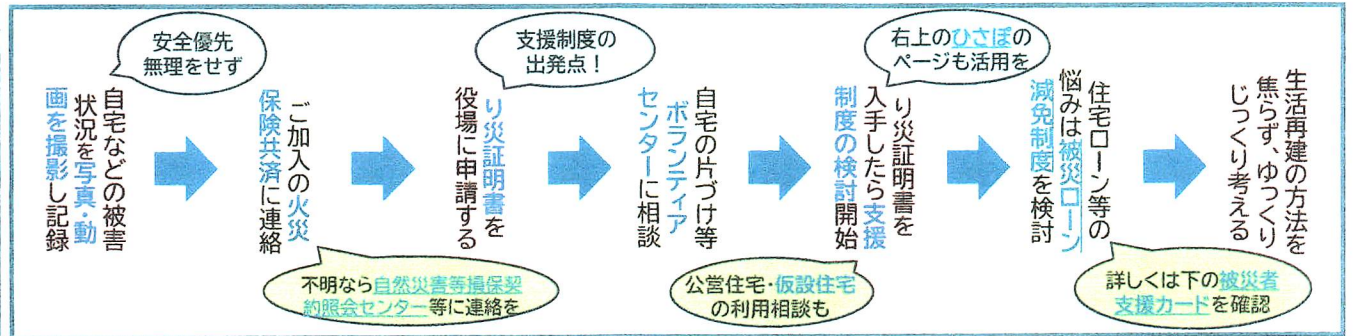 安全優先
無理をせず
自宅などの被害
状況を写真・動
画を撮影し記録
ご加入の火災
保険共済に連絡
不明なら自然災害等損保契
約照会センター等に連絡を
支援制度の
出発点！
り災証明書を
役場に申請する
自宅の片づけ等
ボランティア
センターに相談
公営住宅・仮設住宅
の利用相談も
右上のひさぽの
ページも活用を
り災証明書を
入手したら支援
制度の検討開始
住宅ローン等の
悩みは被災ローン
減免制度を検討
詳しくは下の被災者
支援カードを確認
生活再建の方法を
焦らず、ゆっくり
じっくり考える